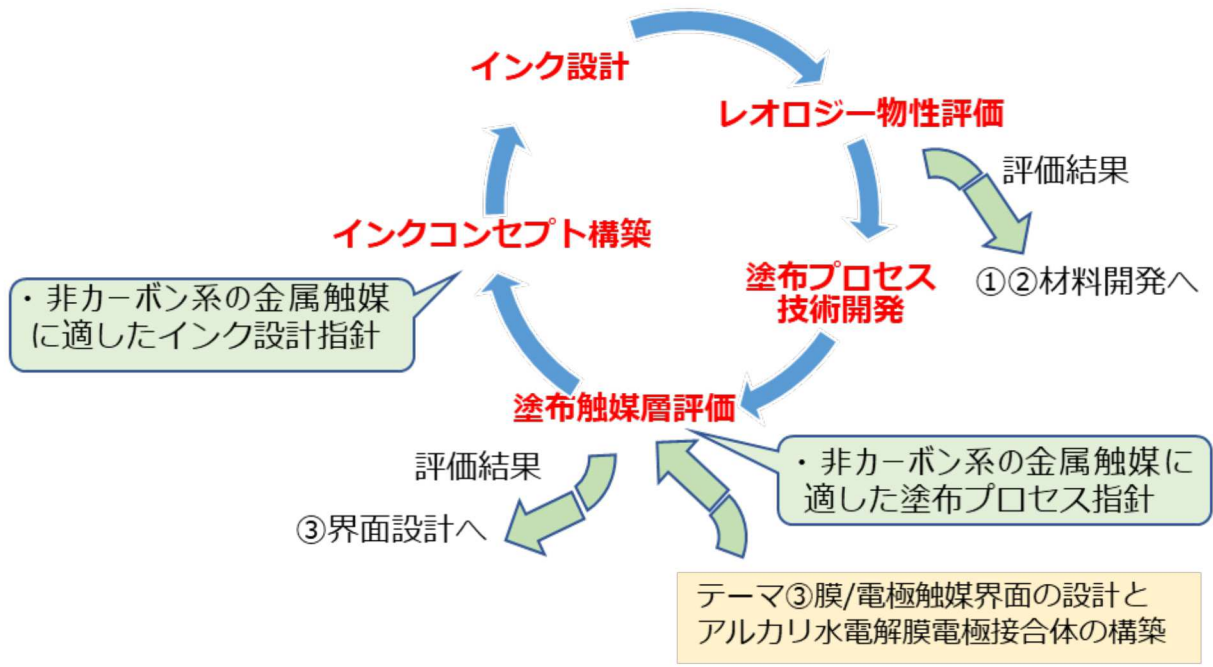 インク設計
レオロジー物性評価
評価結果
①②材料開発へ
インクコンセプト構築
塗布プロセス
技術開発
・非カーボン系の金属触媒
に適したインク設計指針
塗布触媒層評価
評価結果
③界面設計へ
・非カーボン系の金属触媒に
適した塗布プロセス指針
テーマ③膜/電極触媒界面の設計と
アルカリ水電解膜電極接合体の構築